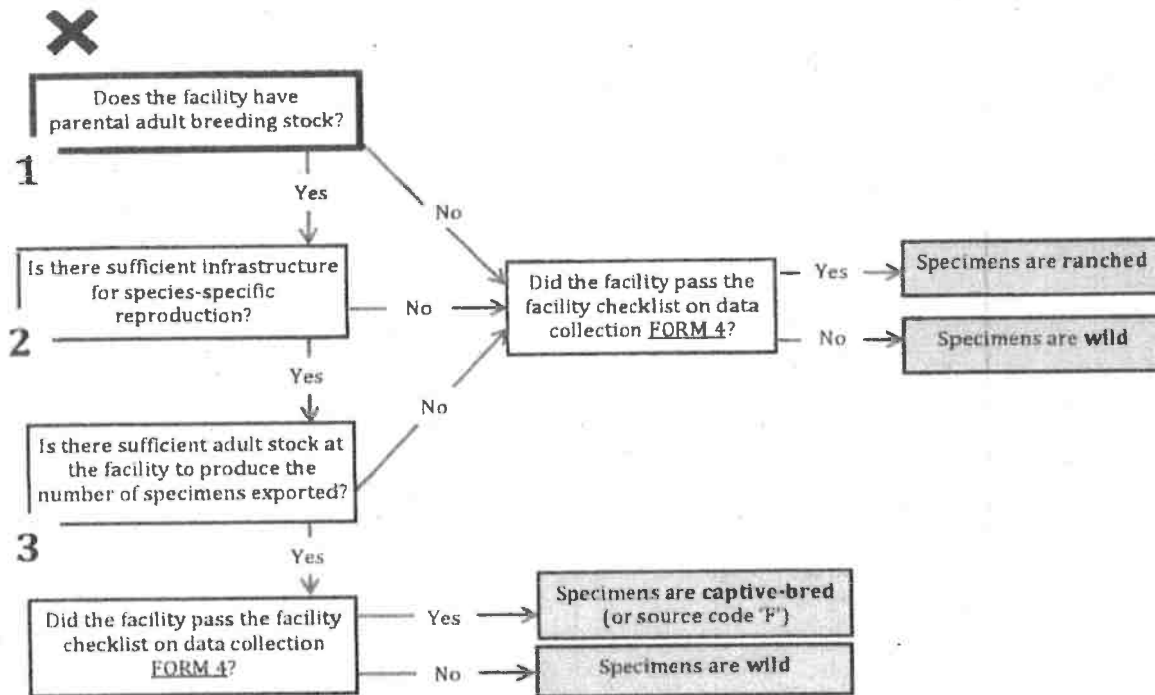 Does the facility have
parental adult breeding stock?
1
Yes
No
Is there sufficient infrastructure
for species-specific
reproduction?
2
No
Did the facility pass the
facility checklist on data
collection FORM 4?
Yes
Specimens are ranched
No
Specimens are wild
Yes
No
Is there sufficient adult stock at
the facility to produce the
number of specimens exported?
3
Yes
Did the facility pass the facility
checklist on data collection
FORM 4?
Yes
Specimens are captive-bred
(or source code 'F')
No
Specimens are wild